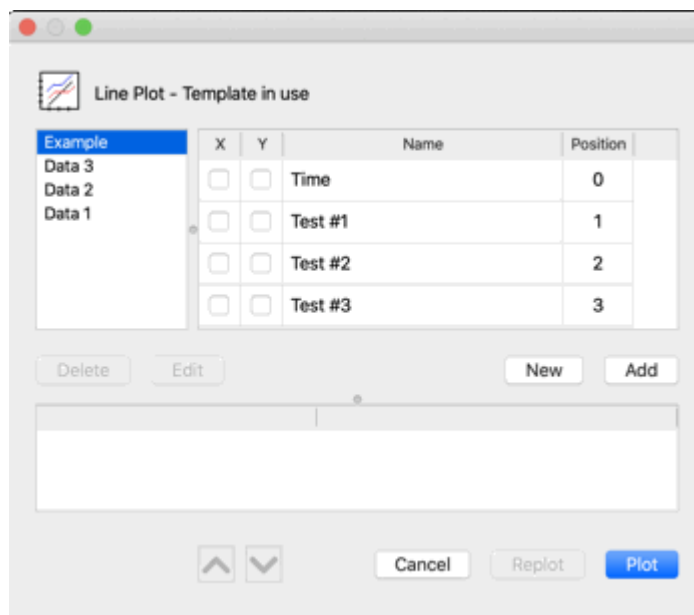 Line Plot - Template in use
Example
Data 3
Data 2
Data 1
X Y Name Position
Time 0
Test #1 1
Test #2 2
Test #3 3
Delete Edit New Add
Cancel Replot Plot